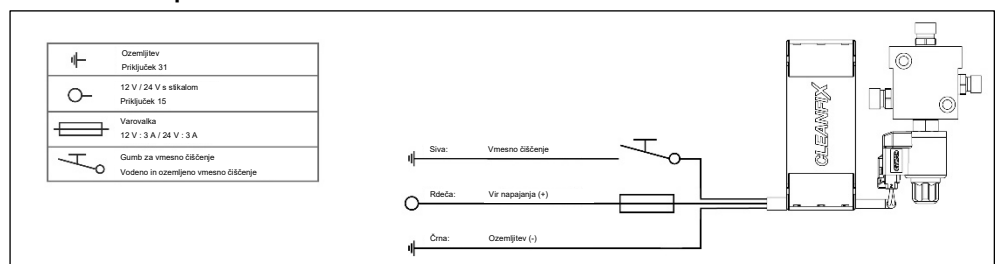 Ozemljitev
Priključek 31
12 V / 24 V s stikalom
Priključek 15
Varovalka
12 V : 3 A / 24 V : 3 A
Gumb za vmesno čiščenje
Vodeno in ozemljeno vmesno čiščenje
Siva: Vmesno čiščenje
Rdeča: Vir napajanja (+)
Črna: Ozemljitev (-)
CLEANFIX